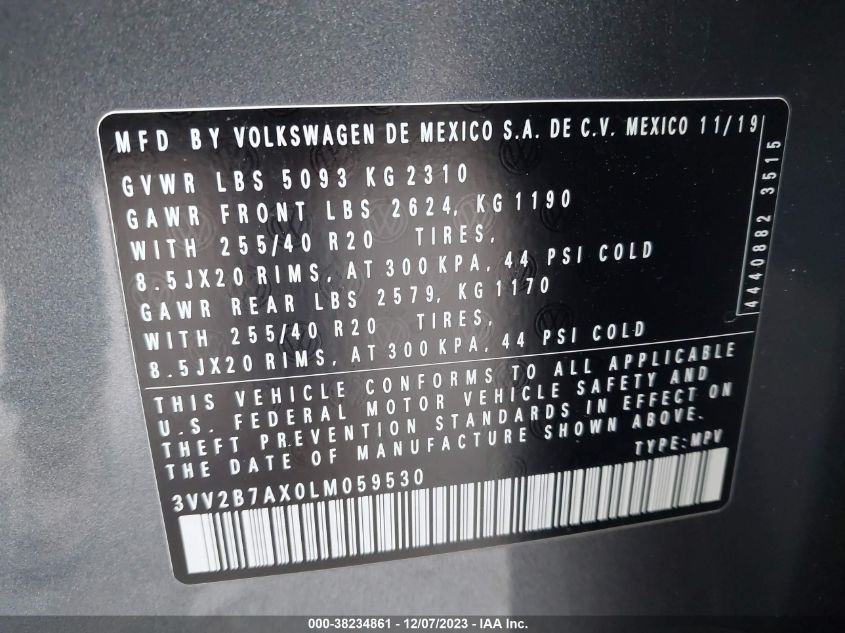 MFD BY VOLKSWAGEN DE MEXICO S.A. DE C.V. MEXICO 11/19
GVWR LBS 5093 KG 2310
GAWR FRONT LBS 2624, KG 1190
WITH 255/40 R20 TIRES,
8.5JX20 RIMS, AT 300 KPA, 44 PSI COLD
GAWR REAR LBS 2579, KG 1170
WITH 255/40 R20 TIRES,
8.5JX20 RIMS, AT 300 KPA, 44 PSI COLD
4440882 3515
THIS VEHICLE CONFORMS TO ALL APPLICABLE
U.S. FEDERAL MOTOR VEHICLE SAFETY AND
THEFT PREVENTION STANDARDS IN EFFECT ON
THE DATE OF MANUFACTURE SHOWN ABOVE.
TYPE:MPV
3VV2B7AX0LM059530
000-38234861 - 12/07/2023 - IAA Inc.